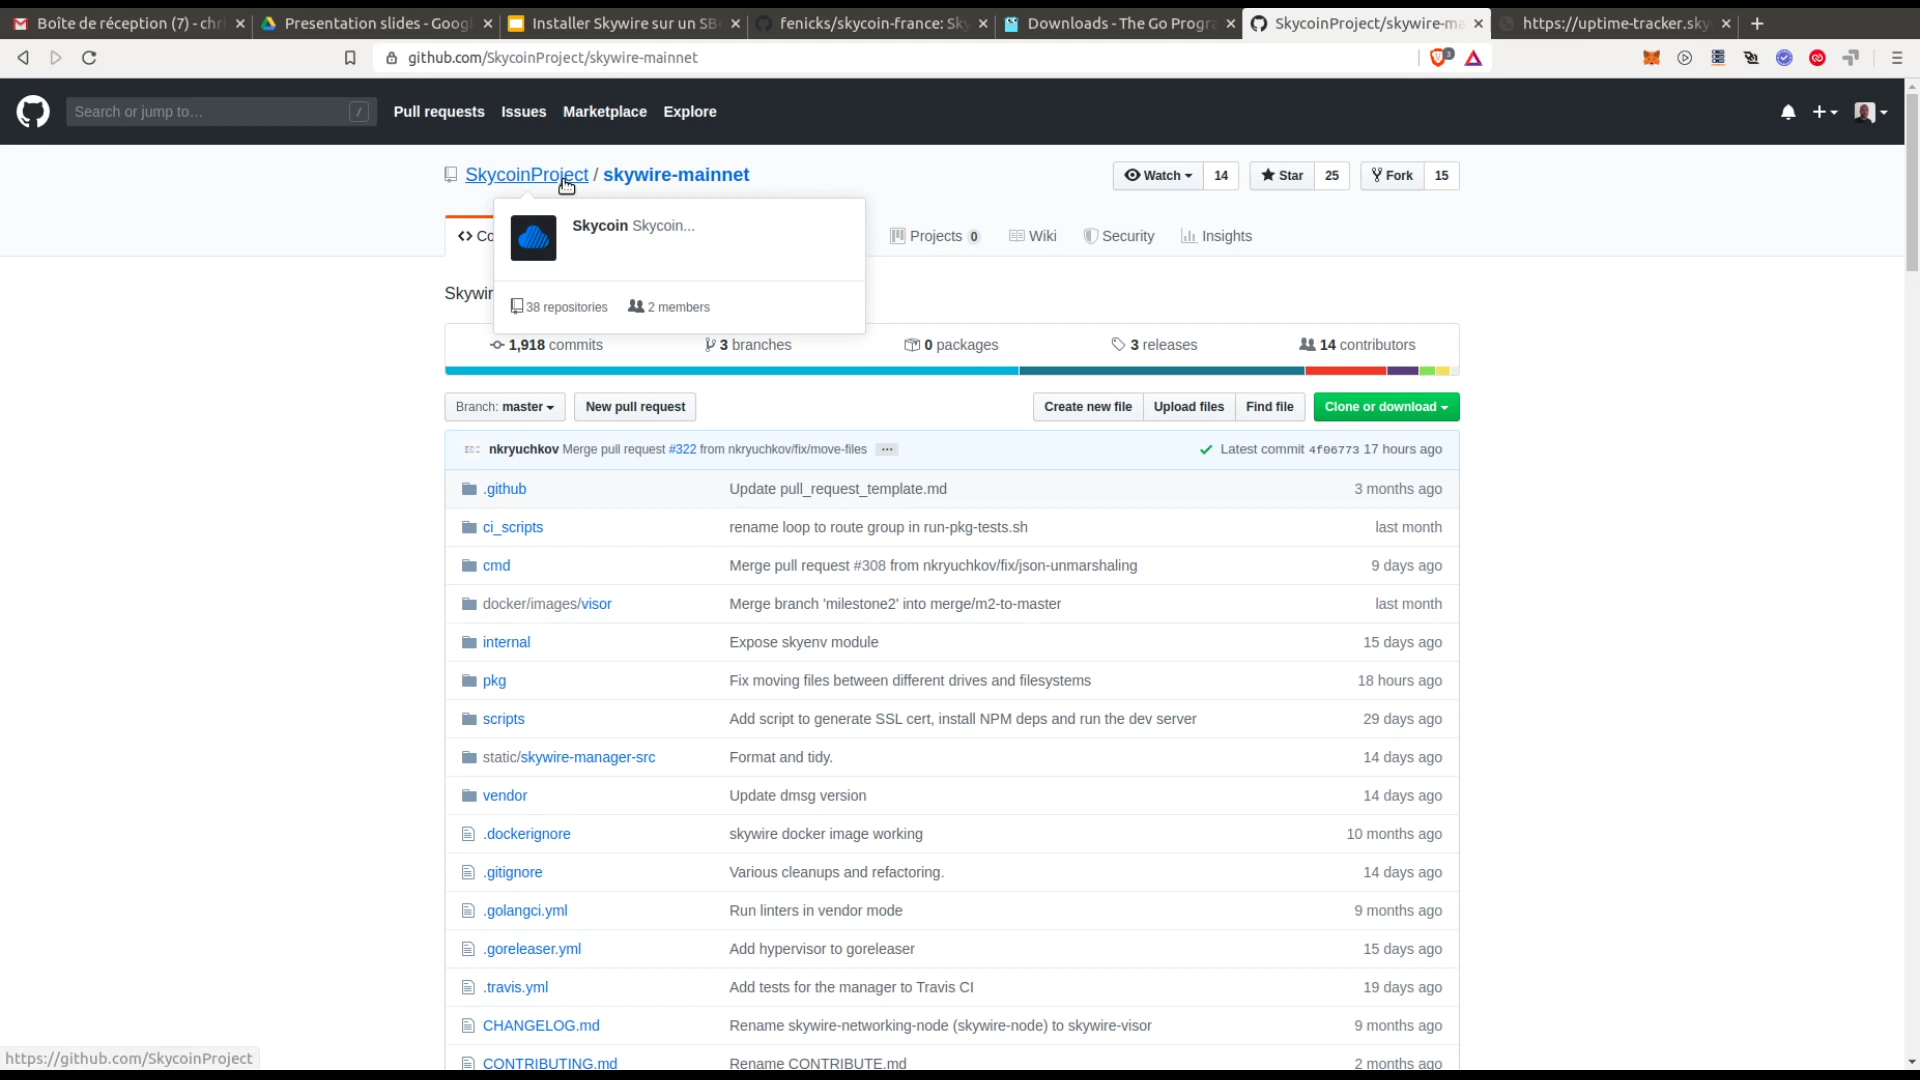 Boîte de réception (7) - chr
Presentation slides - Googl
Installer Skywire sur un SB
fenicks/skycoin-france: Sky
Downloads - The Go Progra
SkycoinProject/skywire-ma
https://uptime-tracker.sky
github.com/SkycoinProject/skywire-mainnet
3
Search or jump to… /
Pull requests Issues Marketplace Explore
SkycoinProject / skywire-mainnet
Watch 14 Star 25 Fork 15
<> Co
Projects 0 Wiki Security Insights
Skycoin Skycoin...
38 repositories 2 members
Skywir
1,918 commits 3 branches 0 packages 3 releases 14 contributors
Branch: master New pull request Create new file Upload files Find file Clone or download
nkryuchkov Merge pull request #322 from nkryuchkov/fix/move-files ... Latest commit 4f06773 17 hours ago
.github Update pull_request_template.md 3 months ago
ci_scripts rename loop to route group in run-pkg-tests.sh last month
cmd Merge pull request #308 from nkryuchkov/fix/json-unmarshaling 9 days ago
docker/images/visor Merge branch 'milestone2' into merge/m2-to-master last month
internal Expose skyenv module 15 days ago
pkg Fix moving files between different drives and filesystems 18 hours ago
scripts Add script to generate SSL cert, install NPM deps and run the dev server 29 days ago
static/skywire-manager-src Format and tidy. 14 days ago
vendor Update dmsg version 14 days ago
.dockerignore skywire docker image working 10 months ago
.gitignore Various cleanups and refactoring. 14 days ago
.golangci.yml Run linters in vendor mode 9 months ago
.goreleaser.yml Add hypervisor to goreleaser 15 days ago
.travis.yml Add tests for the manager to Travis CI 19 days ago
CHANGELOG.md Rename skywire-networking-node (skywire-node) to skywire-visor 9 months ago
CONTRIBUTING.md Rename CONTRIBUTE.md 2 months ago
https://github.com/SkycoinProject